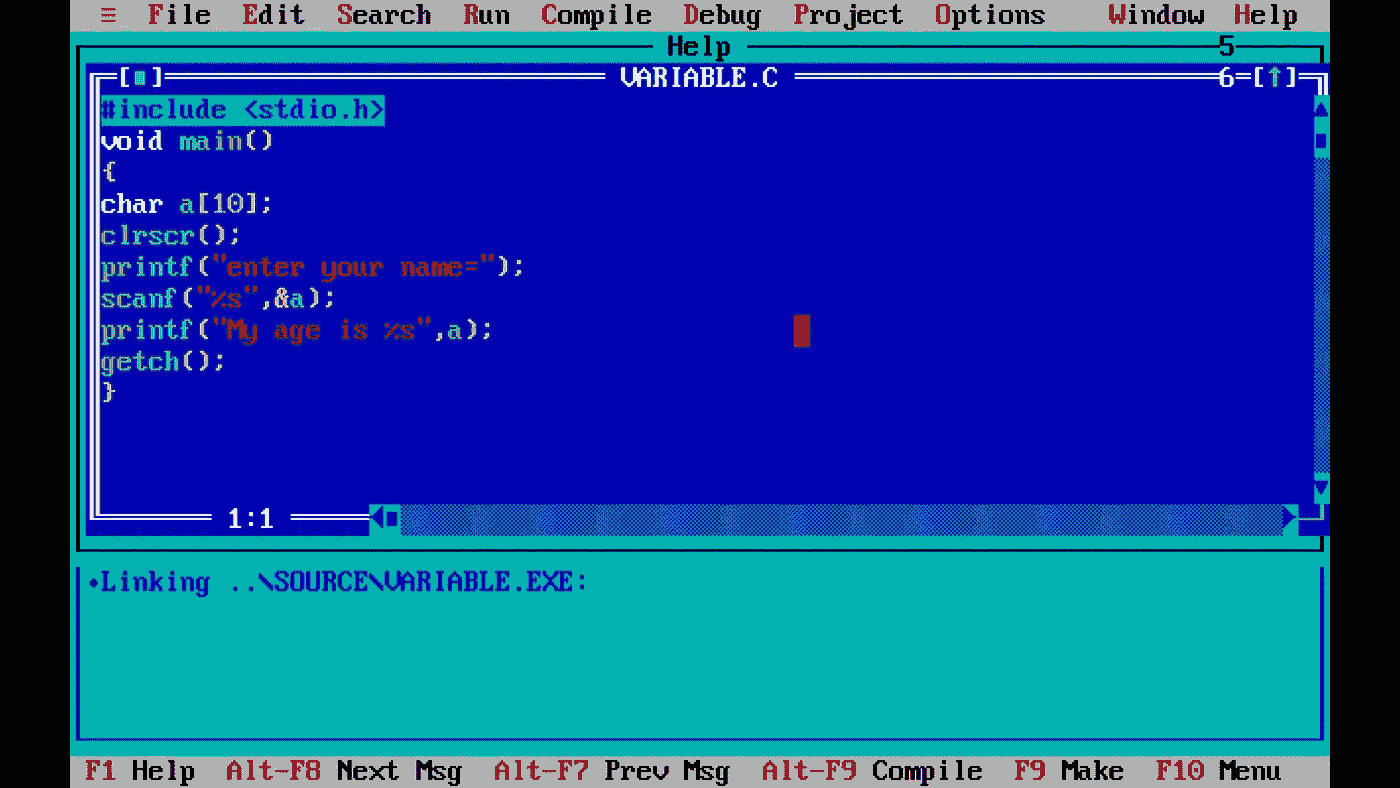 ≡ File Edit Search Run Compile Debug Project Options Window Help
Help 5
[■] VARIABLE.C 6=[↑]
#include <stdio.h>
void main()
{
char a[10];
clrscr();
printf("enter your name=");
scanf("%s",&a);
printf("My age is %s",a);
getch();
}
1:1
•Linking ..\SOURCE\VARIABLE.EXE:
F1 Help Alt-F8 Next Msg Alt-F7 Prev Msg Alt-F9 Compile F9 Make F10 Menu